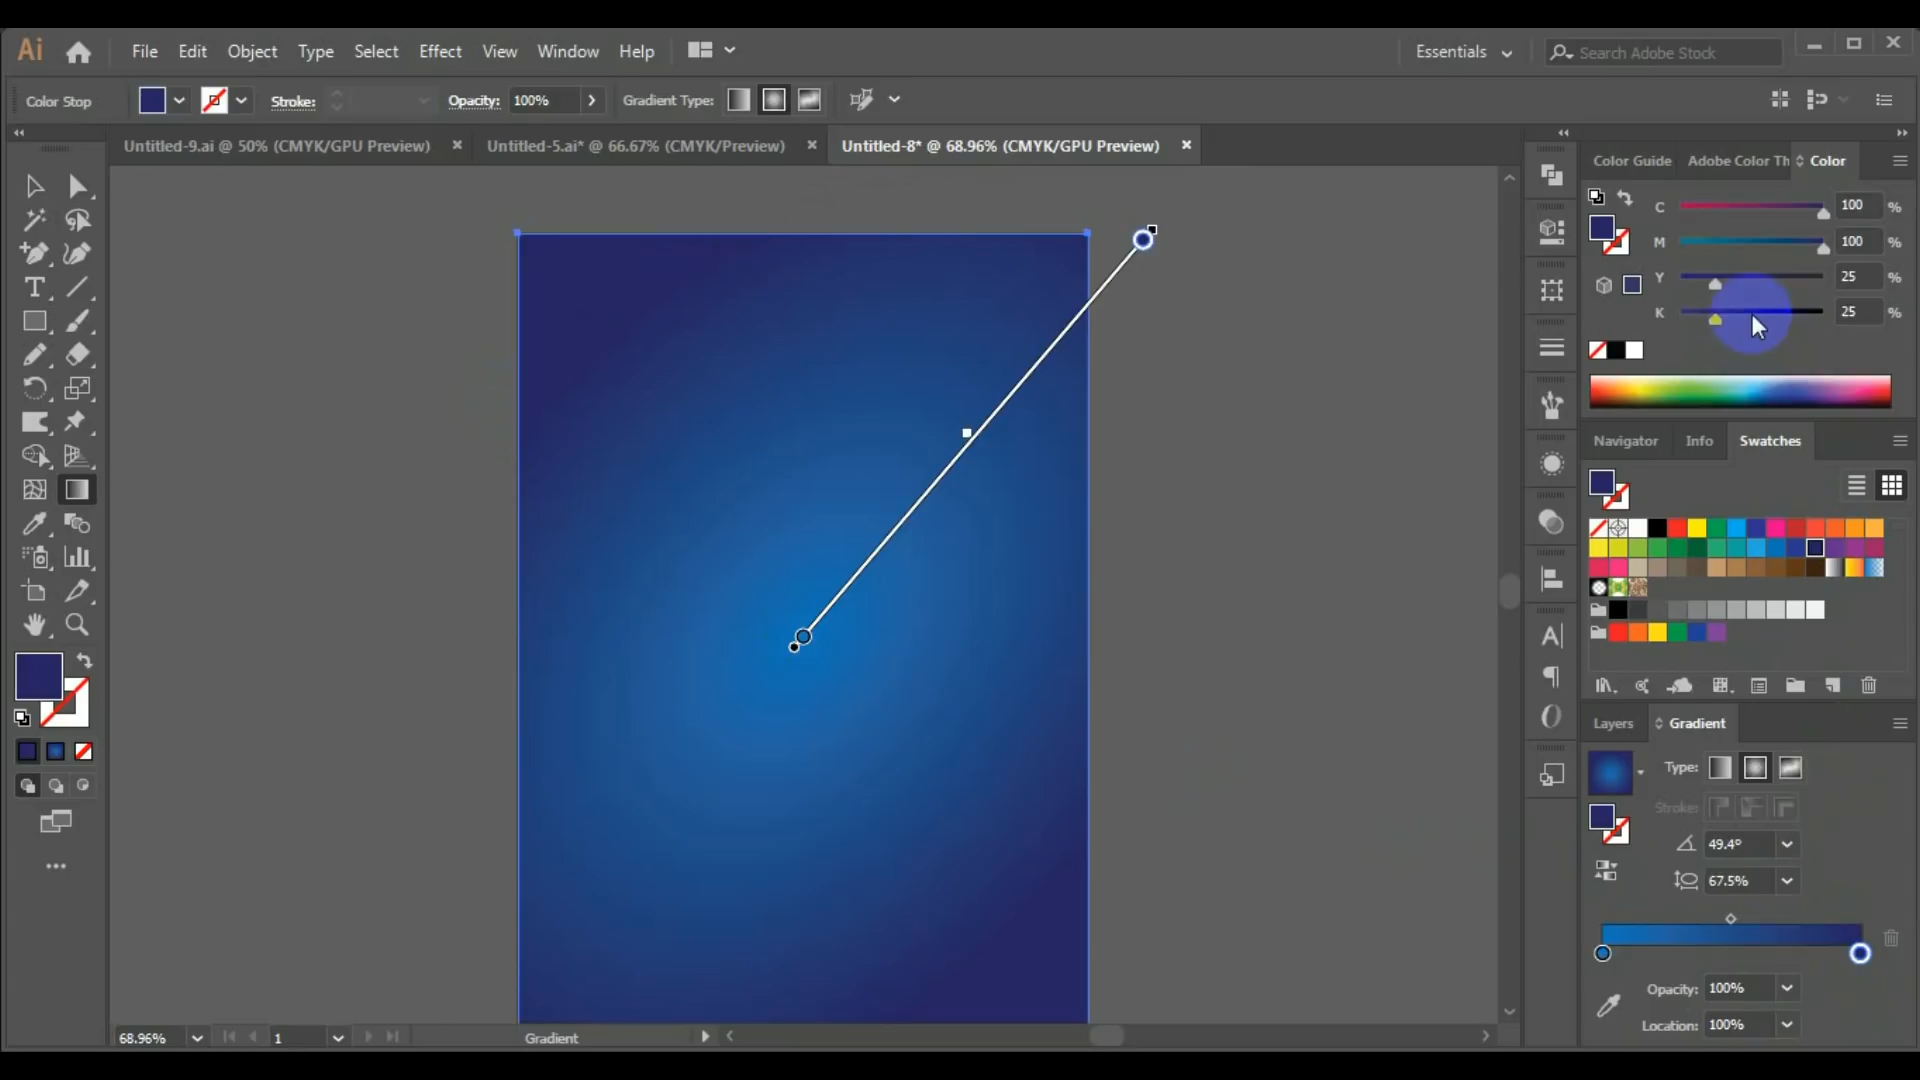 Ai File Edit Object Type Select Effect View Window Help Essentials Search Adobe Stock
Color Stop Stroke: Opacity: 100% Gradient Type:
Untitled-9.ai @ 50% (CMYK/GPU Preview) Untitled-5.ai* @ 66.67% (CMYK/Preview) Untitled-8* @ 68.96% (CMYK/GPU Preview)
Color Guide Adobe Color Th Color
C 100 %
M 100 %
Y 25 %
K 25 %
Navigator Info Swatches
Layers Gradient
Type:
Stroke:
49.4°
67.5%
Opacity: 100%
Location: 100%
68.96% 1 Gradient